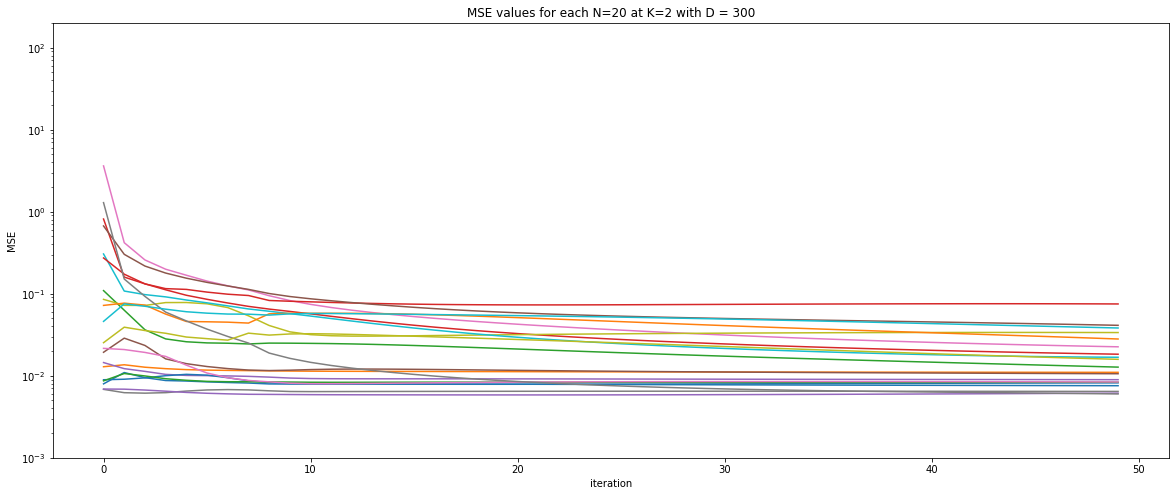 MSE values for each N=20 at K=2 with D = 300
10²
10¹
10⁰
10⁻¹
10⁻²
10⁻³
MSE
0 10 20 30 40 50
iteration